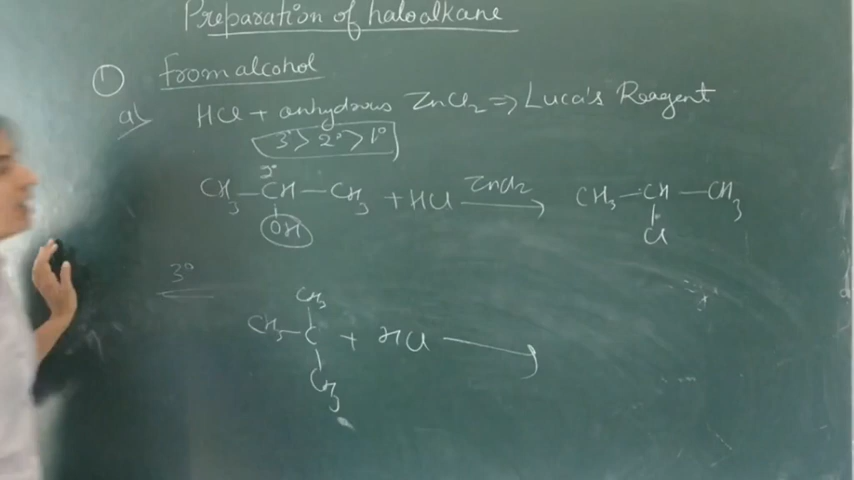 Preparation of haloalkane
① From alcohol
a) HCl + anhydrous ZnCl₂ ⇒ Luca's Reagent
3° > 2° > 1°
2°
CH₃ — CH — CH₃ + HCl ZnCl₂ → CH₃ — CH — CH₃
OH Cl
3°
CH₃
CH₃ — C + HCl →
CH₃